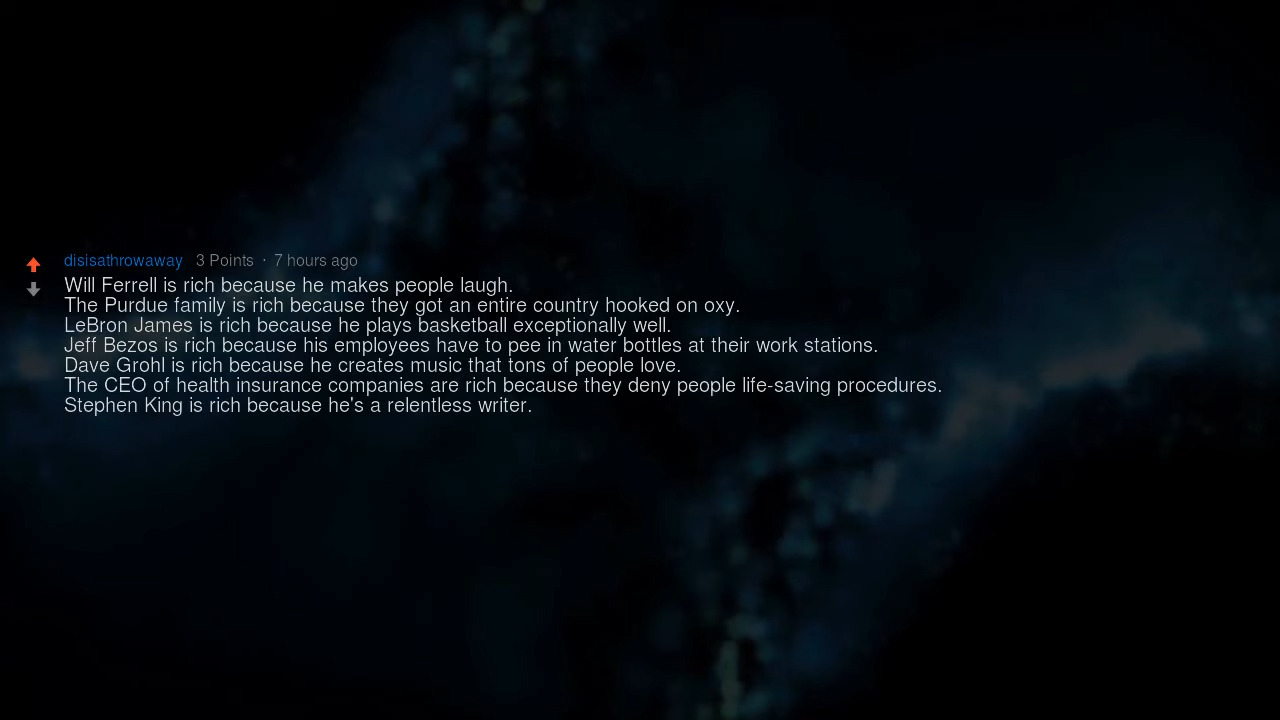 disisathrowaway 3 Points · 7 hours ago
Will Ferrell is rich because he makes people laugh.
The Purdue family is rich because they got an entire country hooked on oxy.
LeBron James is rich because he plays basketball exceptionally well.
Jeff Bezos is rich because his employees have to pee in water bottles at their work stations.
Dave Grohl is rich because he creates music that tons of people love.
The CEO of health insurance companies are rich because they deny people life-saving procedures.
Stephen King is rich because he's a relentless writer.